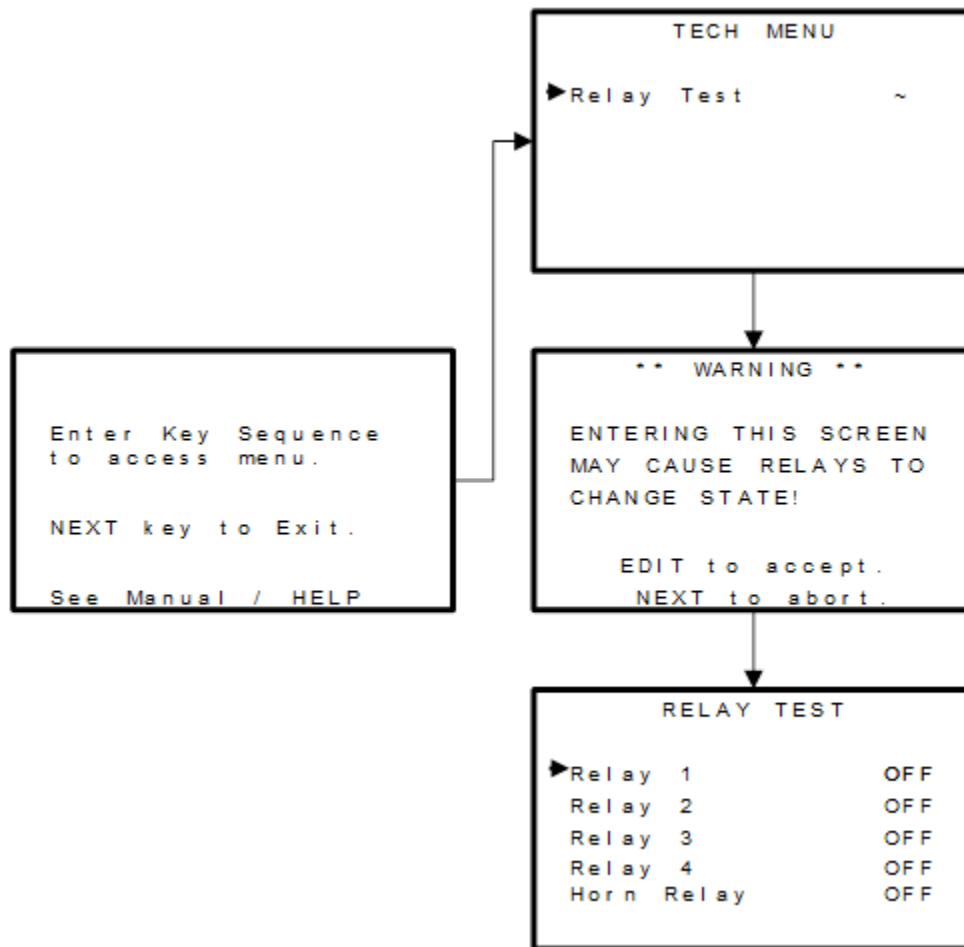 TECH MENU
Relay Test ~
Enter Key Sequence
to access menu.
NEXT key to Exit.
See Manual / HELP
** WARNING **
ENTERING THIS SCREEN
MAY CAUSE RELAYS TO
CHANGE STATE!
EDIT to accept.
NEXT to abort.
RELAY TEST
Relay 1 OFF
Relay 2 OFF
Relay 3 OFF
Relay 4 OFF
Horn Relay OFF